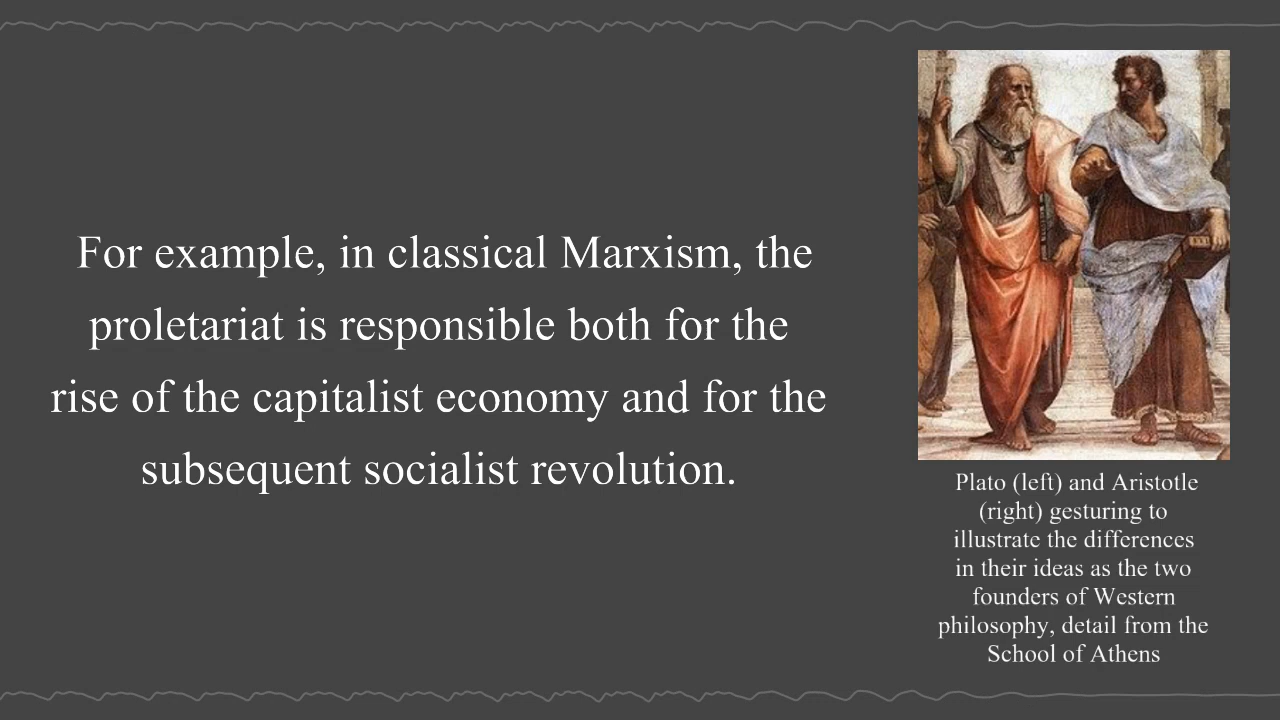 For example, in classical Marxism, the
proletariat is responsible both for the
rise of the capitalist economy and for the
subsequent socialist revolution.
Plato (left) and Aristotle
(right) gesturing to
illustrate the differences
in their ideas as the two
founders of Western
philosophy, detail from the
School of Athens